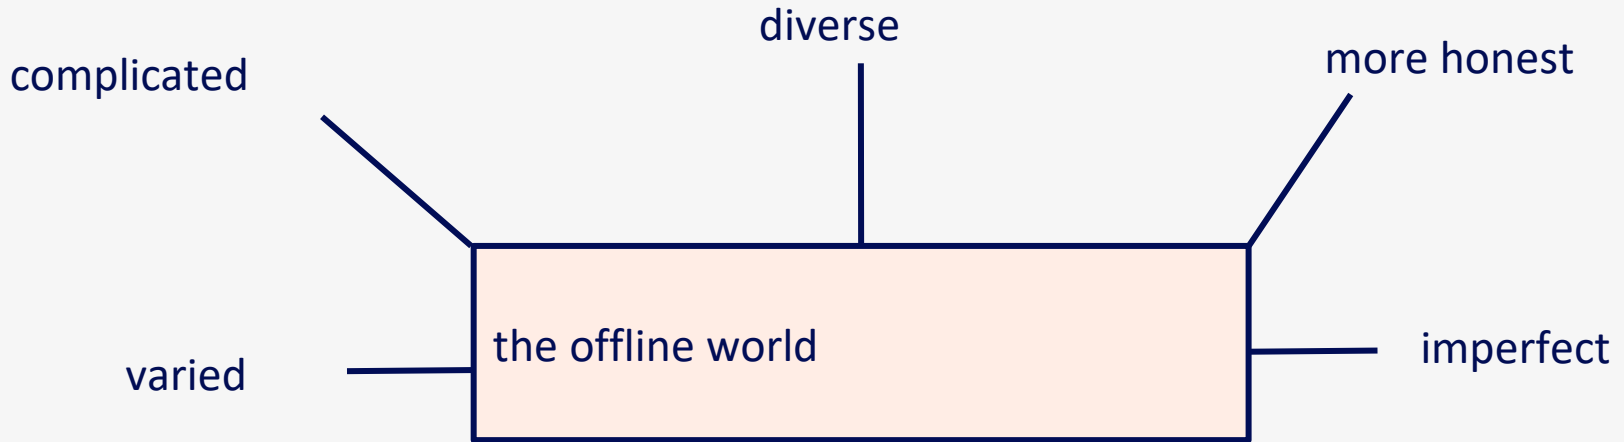 diverse
complicated
more honest
the offline world
varied
imperfect